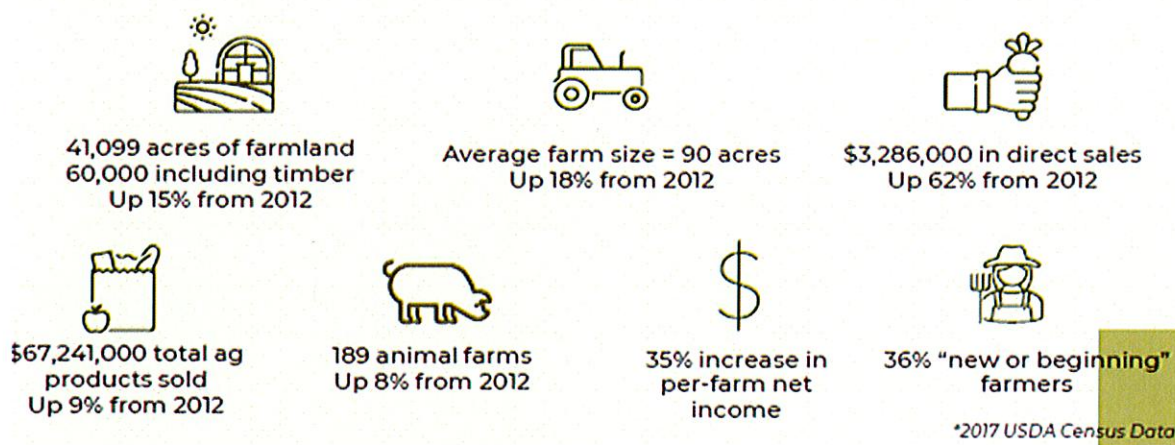 41,099 acres of farmland
60,000 including timber
Up 15% from 2012
Average farm size = 90 acres
Up 18% from 2012
$3,286,000 in direct sales
Up 62% from 2012
$67,241,000 total ag
products sold
Up 9% from 2012
189 animal farms
Up 8% from 2012
$
35% increase in
per-farm net
income
36% “new or beginning”
farmers
*2017 USDA Census Data